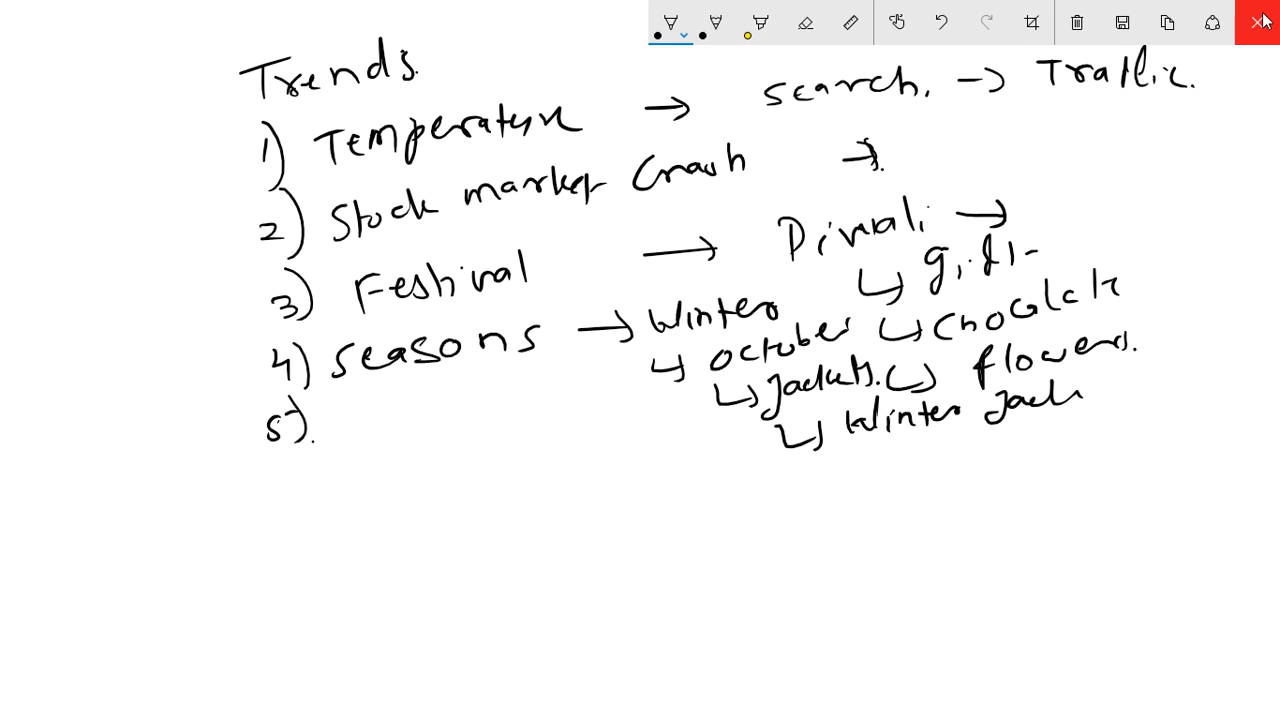 Trends.
1) Temperature → search. → Traffic.
2) Stock market Crash →
3) Festival → Diwali →
↳ gift
4) Seasons → Winter
↳ October ↳ chocolate
↳ Jackets. ↳ flowers.
↳ Winter Jack
5).